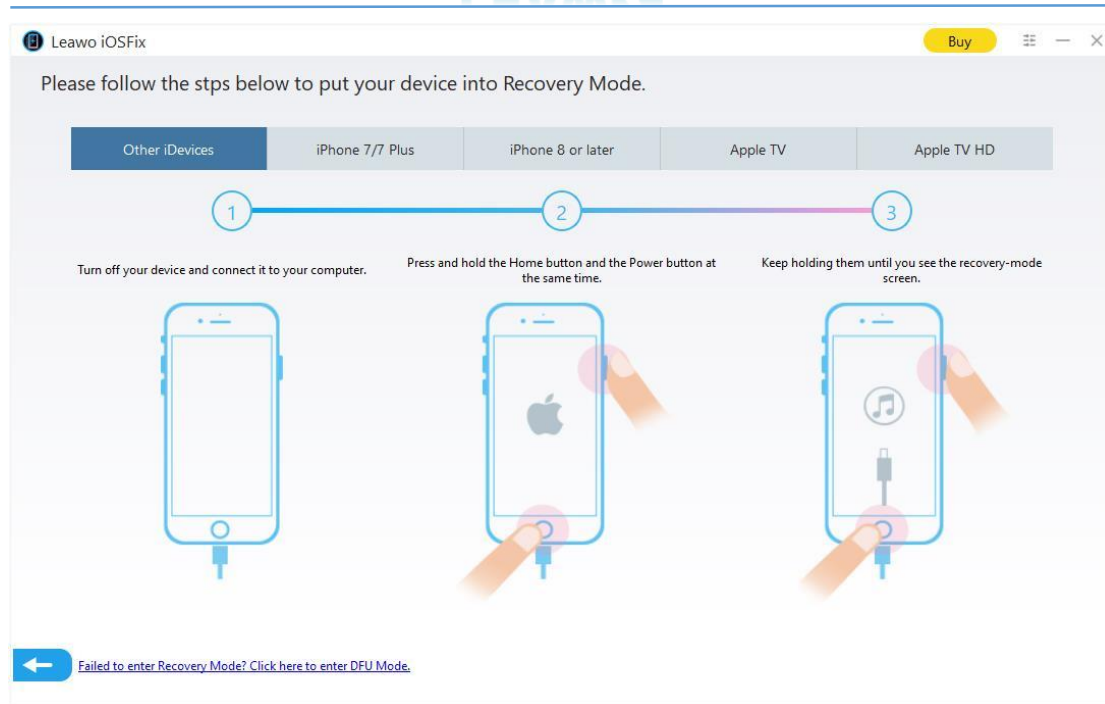 Leawo iOSFix
Buy
Please follow the stps below to put your device into Recovery Mode.
Other iDevices
iPhone 7/7 Plus
iPhone 8 or later
Apple TV
Apple TV HD
1
2
3
Turn off your device and connect it to your computer.
Press and hold the Home button and the Power button at
the same time.
Keep holding them until you see the recovery-mode
screen.
Failed to enter Recovery Mode? Click here to enter DFU Mode.